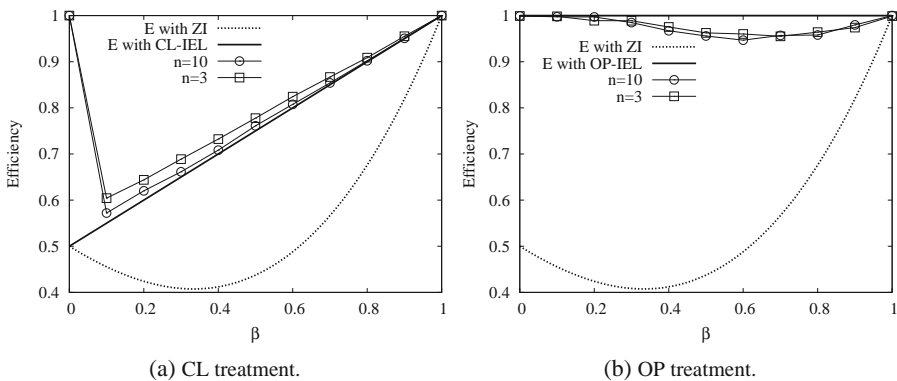 E with ZI
E with CL-IEL
n=10
n=3
1
0.9
0.8
0.7
0.6
0.5
0.4
Efficiency
0 0.2 0.4 0.6 0.8 1
β
(a) CL treatment.
E with ZI
E with OP-IEL
n=10
n=3
1
0.9
0.8
0.7
0.6
0.5
0.4
Efficiency
0 0.2 0.4 0.6 0.8 1
β
(b) OP treatment.